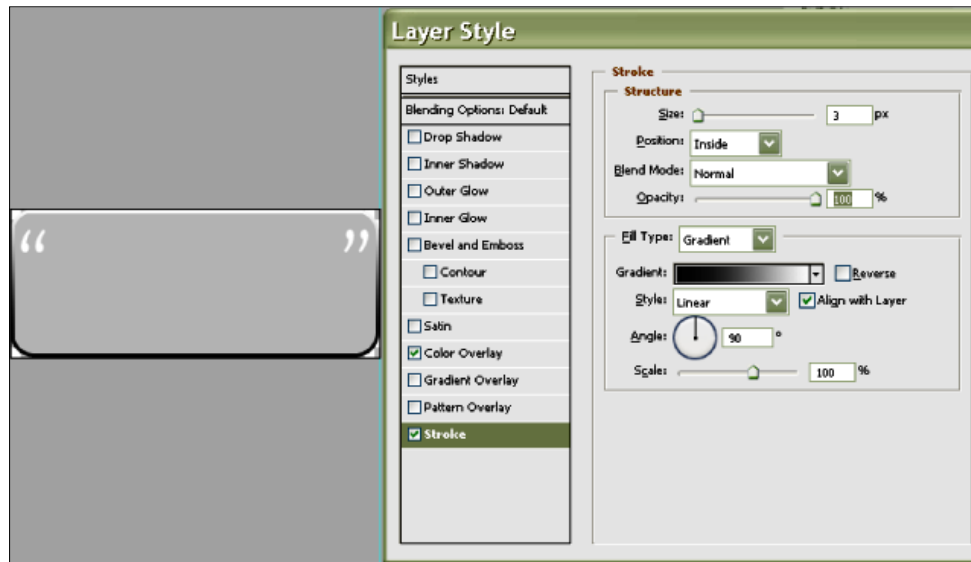 Layer Style
“ ”
Styles
Blending Options: Default
Drop Shadow
Inner Shadow
Outer Glow
Inner Glow
Bevel and Emboss
Contour
Texture
Satin
Color Overlay
Gradient Overlay
Pattern Overlay
Stroke
Stroke
Structure
Size: 3 px
Position: Inside
Blend Mode: Normal
Opacity: 100 %
Fill Type: Gradient
Gradient: Reverse
Style: Linear Align with Layer
Angle: 90 °
Scale: 100 %